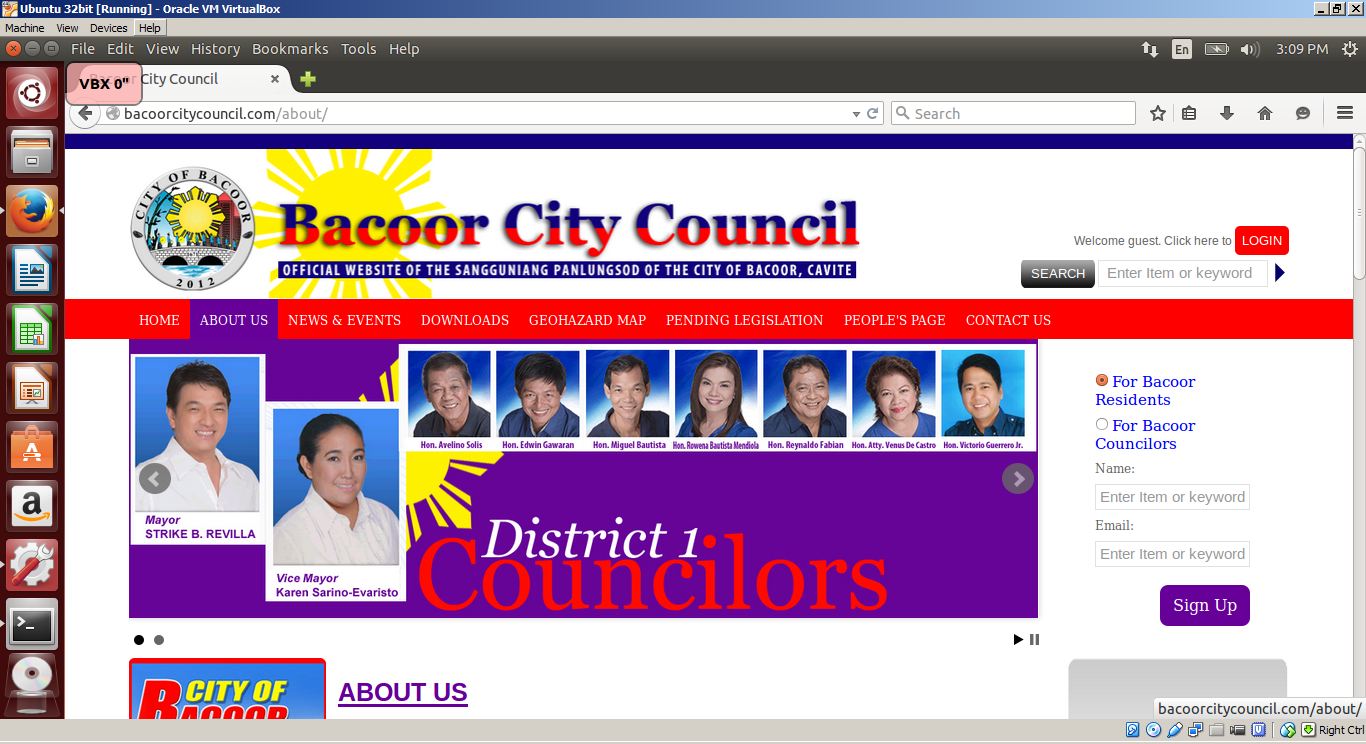 Ubuntu 32bit [Running] - Oracle VM VirtualBox
Machine View Devices Help
File Edit View History Bookmarks Tools Help
En
3:09 PM
VBX 0"
City Council
bacoorcitycouncil.com/about/
Search
CITY OF BACOOR
2012
Bacoor City Council
OFFICIAL WEBSITE OF THE SANGGUNIANG PANLUNGSOD OF THE CITY OF BACOOR, CAVITE
Welcome guest. Click here to LOGIN
SEARCH Enter Item or keyword
HOME ABOUT US NEWS & EVENTS DOWNLOADS GEOHAZARD MAP PENDING LEGISLATION PEOPLE'S PAGE CONTACT US
Hon. Avelino Solis Hon. Edwin Gawaran Hon. Miguel Bautista Hon. Rowena Bautista Mendiola Hon. Reynaldo Fabian Hon. Atty. Venus De Castro Hon. Victorio Guerrero Jr.
Mayor
STRIKE B. REVILLA
Vice Mayor
Karen Sarino-Evaristo
District 1
Councilors
For Bacoor
Residents
For Bacoor
Councilors
Name:
Enter Item or keyword
Email:
Enter Item or keyword
Sign Up
CITY OF
BACOOR
ABOUT US
bacoorcitycouncil.com/about/
Right Ctrl